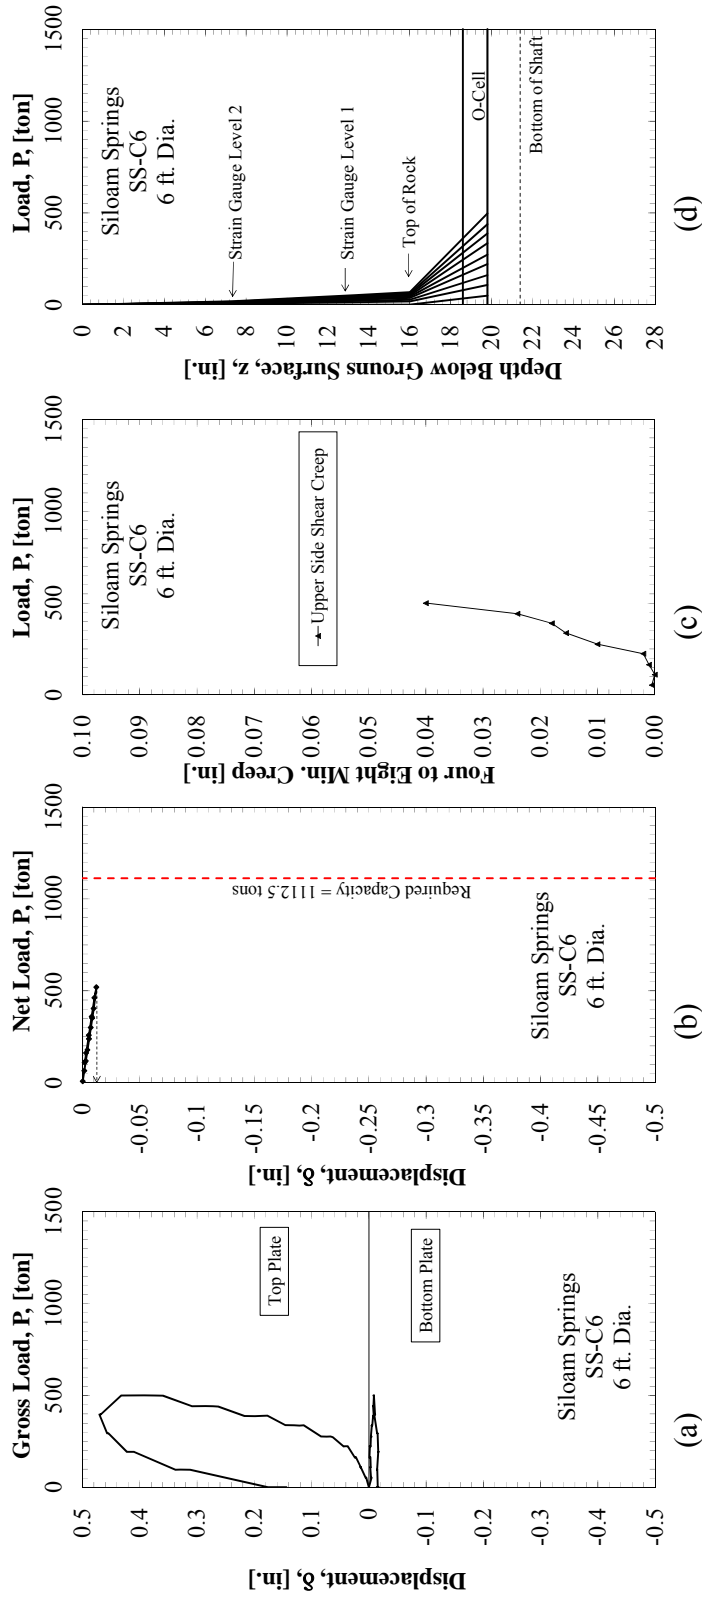 Gross Load, P, [ton]
0 500 1000 1500
Displacement, δ, [in.]
0.5
0.4
0.3
0.2
0.1
0
-0.1
-0.2
-0.3
-0.4
-0.5
Top Plate
Bottom Plate
Siloam Springs
SS-C6
6 ft. Dia.
(a)
Net Load, P, [ton]
0 500 1000 1500
Displacement, δ, [in.]
0
-0.05
-0.1
-0.15
-0.2
-0.25
-0.3
-0.35
-0.4
-0.45
-0.5
Required Capacity = 1112.5 tons
Siloam Springs
SS-C6
6 ft. Dia.
(b)
Load, P, [ton]
0 500 1000 1500
Four to Eight Min. Creep [in.]
0.10
0.09
0.08
0.07
0.06
0.05
0.04
0.03
0.02
0.01
0.00
Siloam Springs
SS-C6
6 ft. Dia.
Upper Side Shear Creep
(c)
Load, P, [ton]
0 500 1000 1500
Depth Below Grouns Surface, z, [in.]
0
2
4
6
8
10
12
14
16
18
20
22
24
26
28
Siloam Springs
SS-C6
6 ft. Dia.
Strain Gauge Level 2
Strain Gauge Level 1
Top of Rock
O-Cell
Bottom of Shaft
(d)